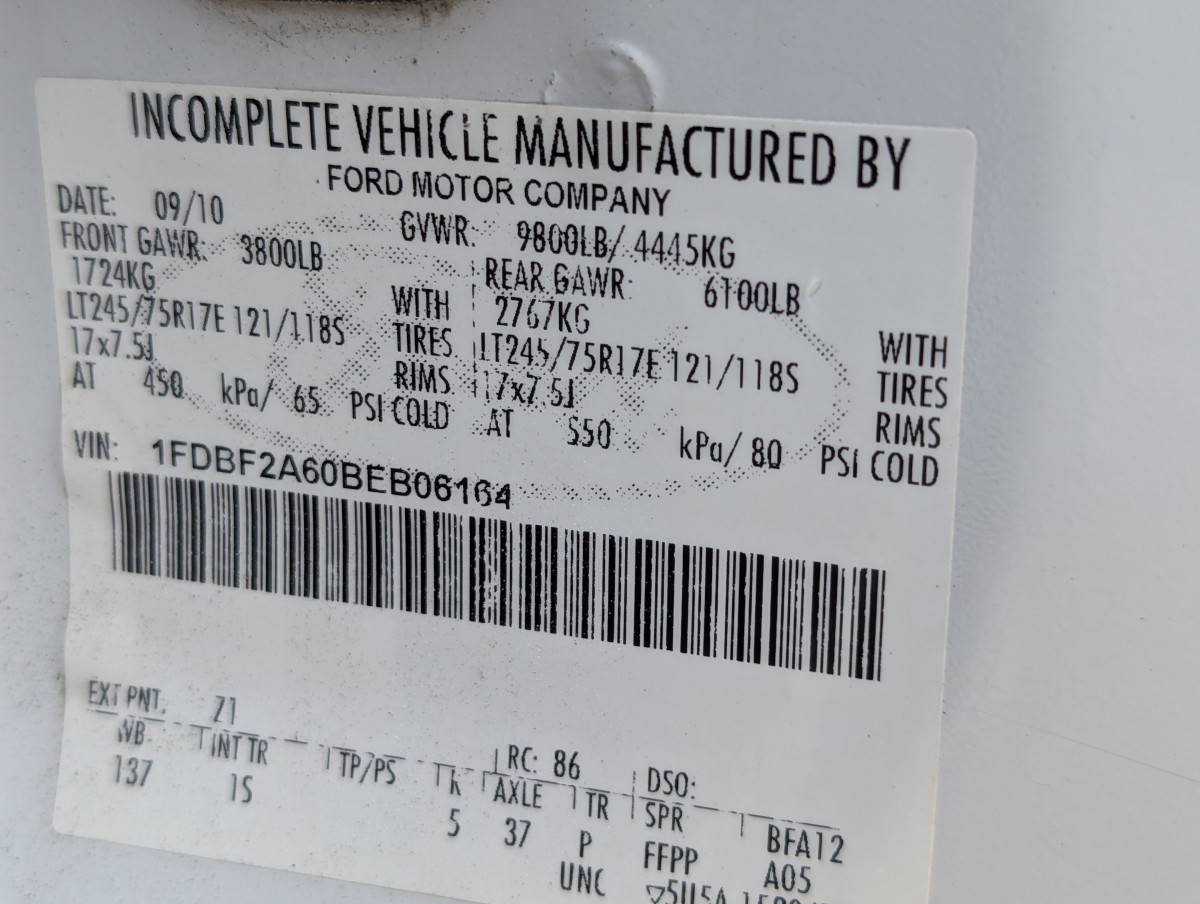 INCOMPLETE VEHICLE MANUFACTURED BY
FORD MOTOR COMPANY
DATE: 09/10 GVWR: 9800LB/ 4445KG
FRONT GAWR: 3800LB REAR GAWR: 6100LB
1724KG WITH 2767KG WITH
LT245/75R17E 121/118S TIRES LT245/75R17E 121/118S TIRES
17x7.5J RIMS 17x7.5J RIMS
AT 450 kPa/ 65 PSI COLD AT 550 kPa/ 80 PSI COLD
VIN: 1FDBF2A60BEB06164
EXT PNT: Z1 RC: 86 DSO:
WB INT TR TP/PS R AXLE TR SPR BFA12
137 1S 5 37 P FFPP A05
UNC